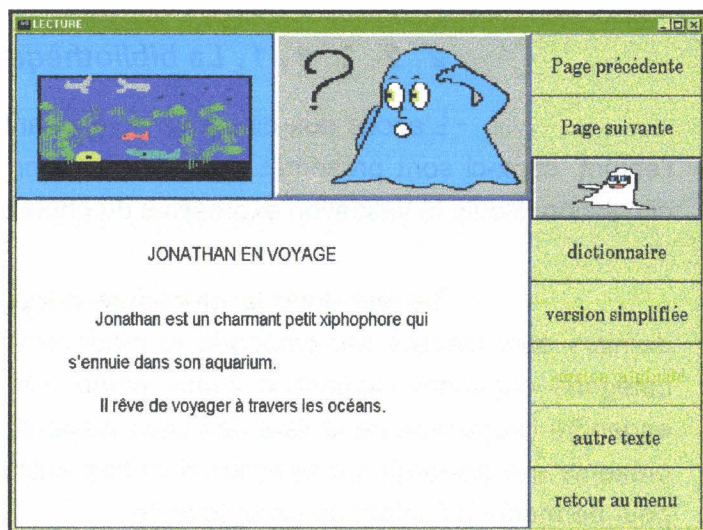 LECTURE
?
JONATHAN EN VOYAGE
Jonathan est un charmant petit xiphophore qui
s'ennuie dans son aquarium.
Il rêve de voyager à travers les océans.
Page précédente
Page suivante
dictionnaire
version simplifiée
autre texte
retour au menu